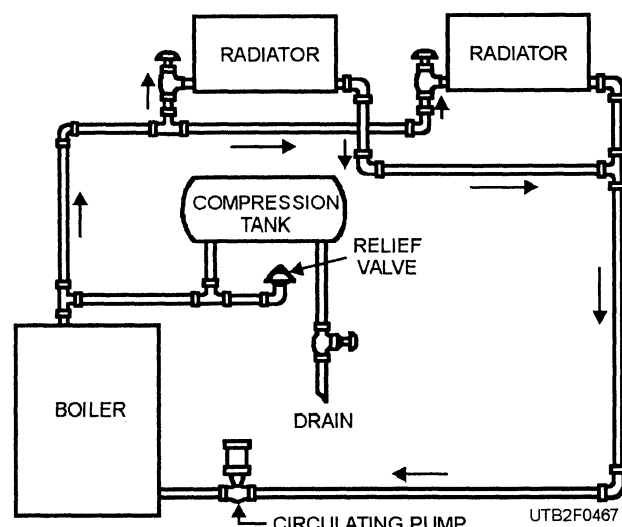 RADIATOR
RADIATOR
COMPRESSION
TANK
RELIEF
VALVE
BOILER
DRAIN
CIRCULATING PUMP
UTB2F0467